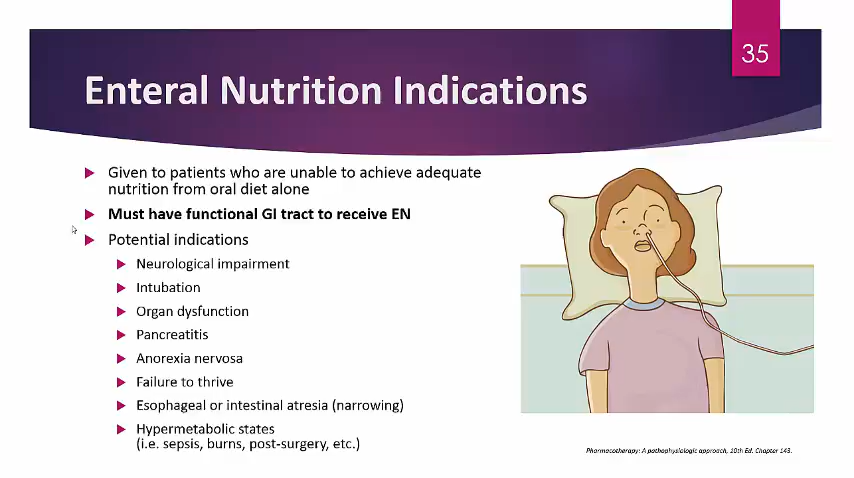 35
Enteral Nutrition Indications
Given to patients who are unable to achieve adequate
nutrition from oral diet alone
Must have functional GI tract to receive EN
Potential indications
Neurological impairment
Intubation
Organ dysfunction
Pancreatitis
Anorexia nervosa
Failure to thrive
Esophageal or intestinal atresia (narrowing)
Hypermetabolic states
(i.e. sepsis, burns, post-surgery, etc.)
Pharmacotherapy: A pathophysiologic approach, 10th Ed. Chapter 143.